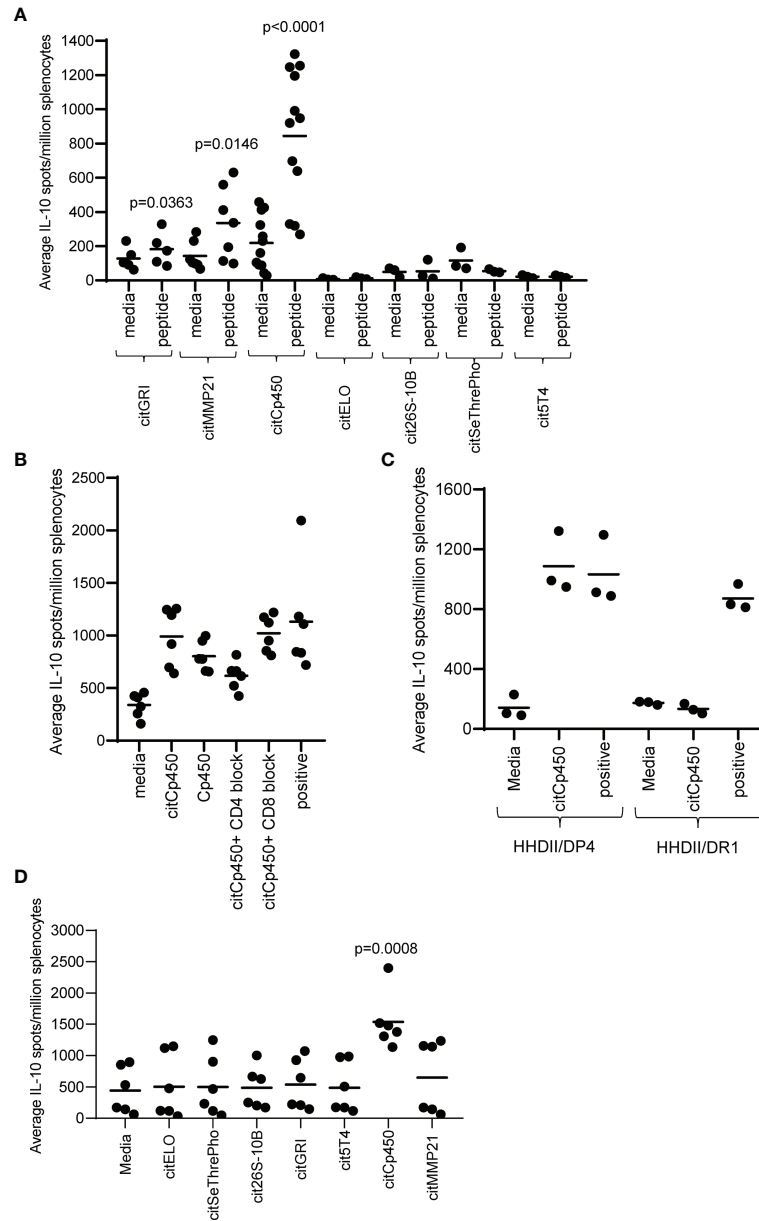 A
Average IL-10 spots/million splenocytes
1400
1200
1000
800
600
400
200
0
p=0.0363
p=0.0146
p<0.0001
media
peptide
media
peptide
media
peptide
media
peptide
media
peptide
media
peptide
media
peptide
citGRI
citMMP21
citCp450
citELO
cit26S-10B
citSeThrePho
cit5T4
B
Average IL-10 spots/million splenocytes
2500
2000
1500
1000
500
0
media
citCp450
Cp450
citCp450+ CD4 block
citCp450+ CD8 block
positive
C
Average IL-10 spots/million splenocytes
1600
1200
800
400
0
Media
citCp450
positive
Media
citCp450
positive
HHDII/DP4
HHDII/DR1
D
Average IL-10 spots/million splenocytes
3000
2500
2000
1500
1000
500
0
p=0.0008
Media
citELO
citSeThrePho
cit26S-10B
citGRI
cit5T4
citCp450
citMMP21